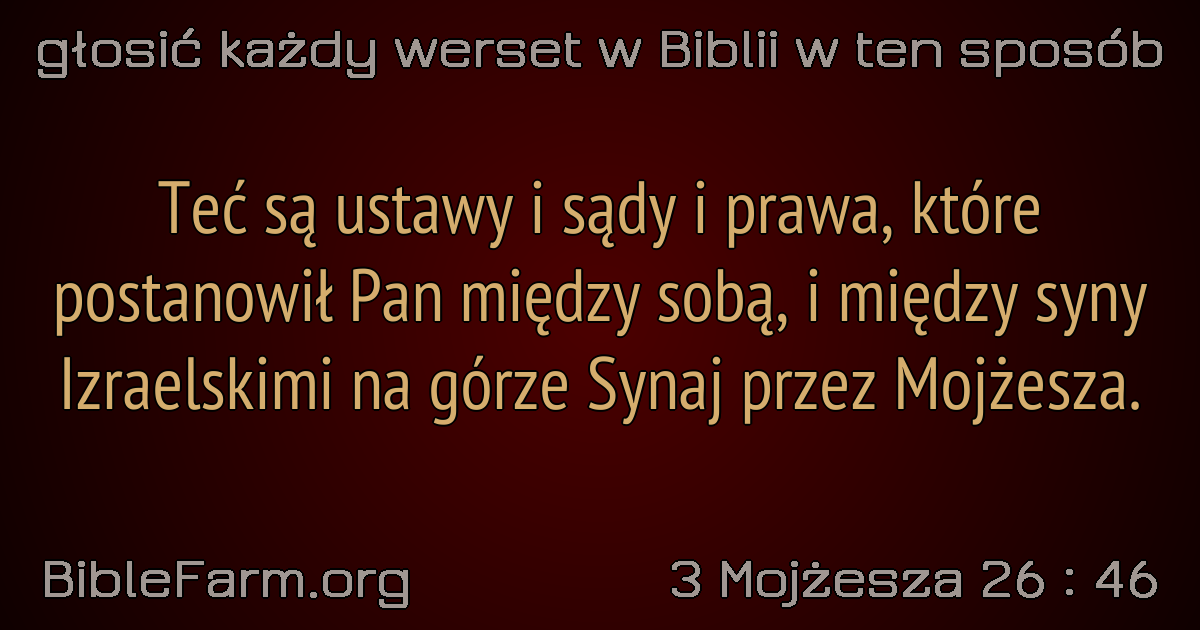 głosić każdy werset w Biblii w ten sposób
Teć są ustawy i sądy i prawa, które
postanowił Pan między sobą, i między syny
Izraelskimi na górze Synaj przez Mojżesza.
BibleFarm.org
3 Mojżesza 26 : 46